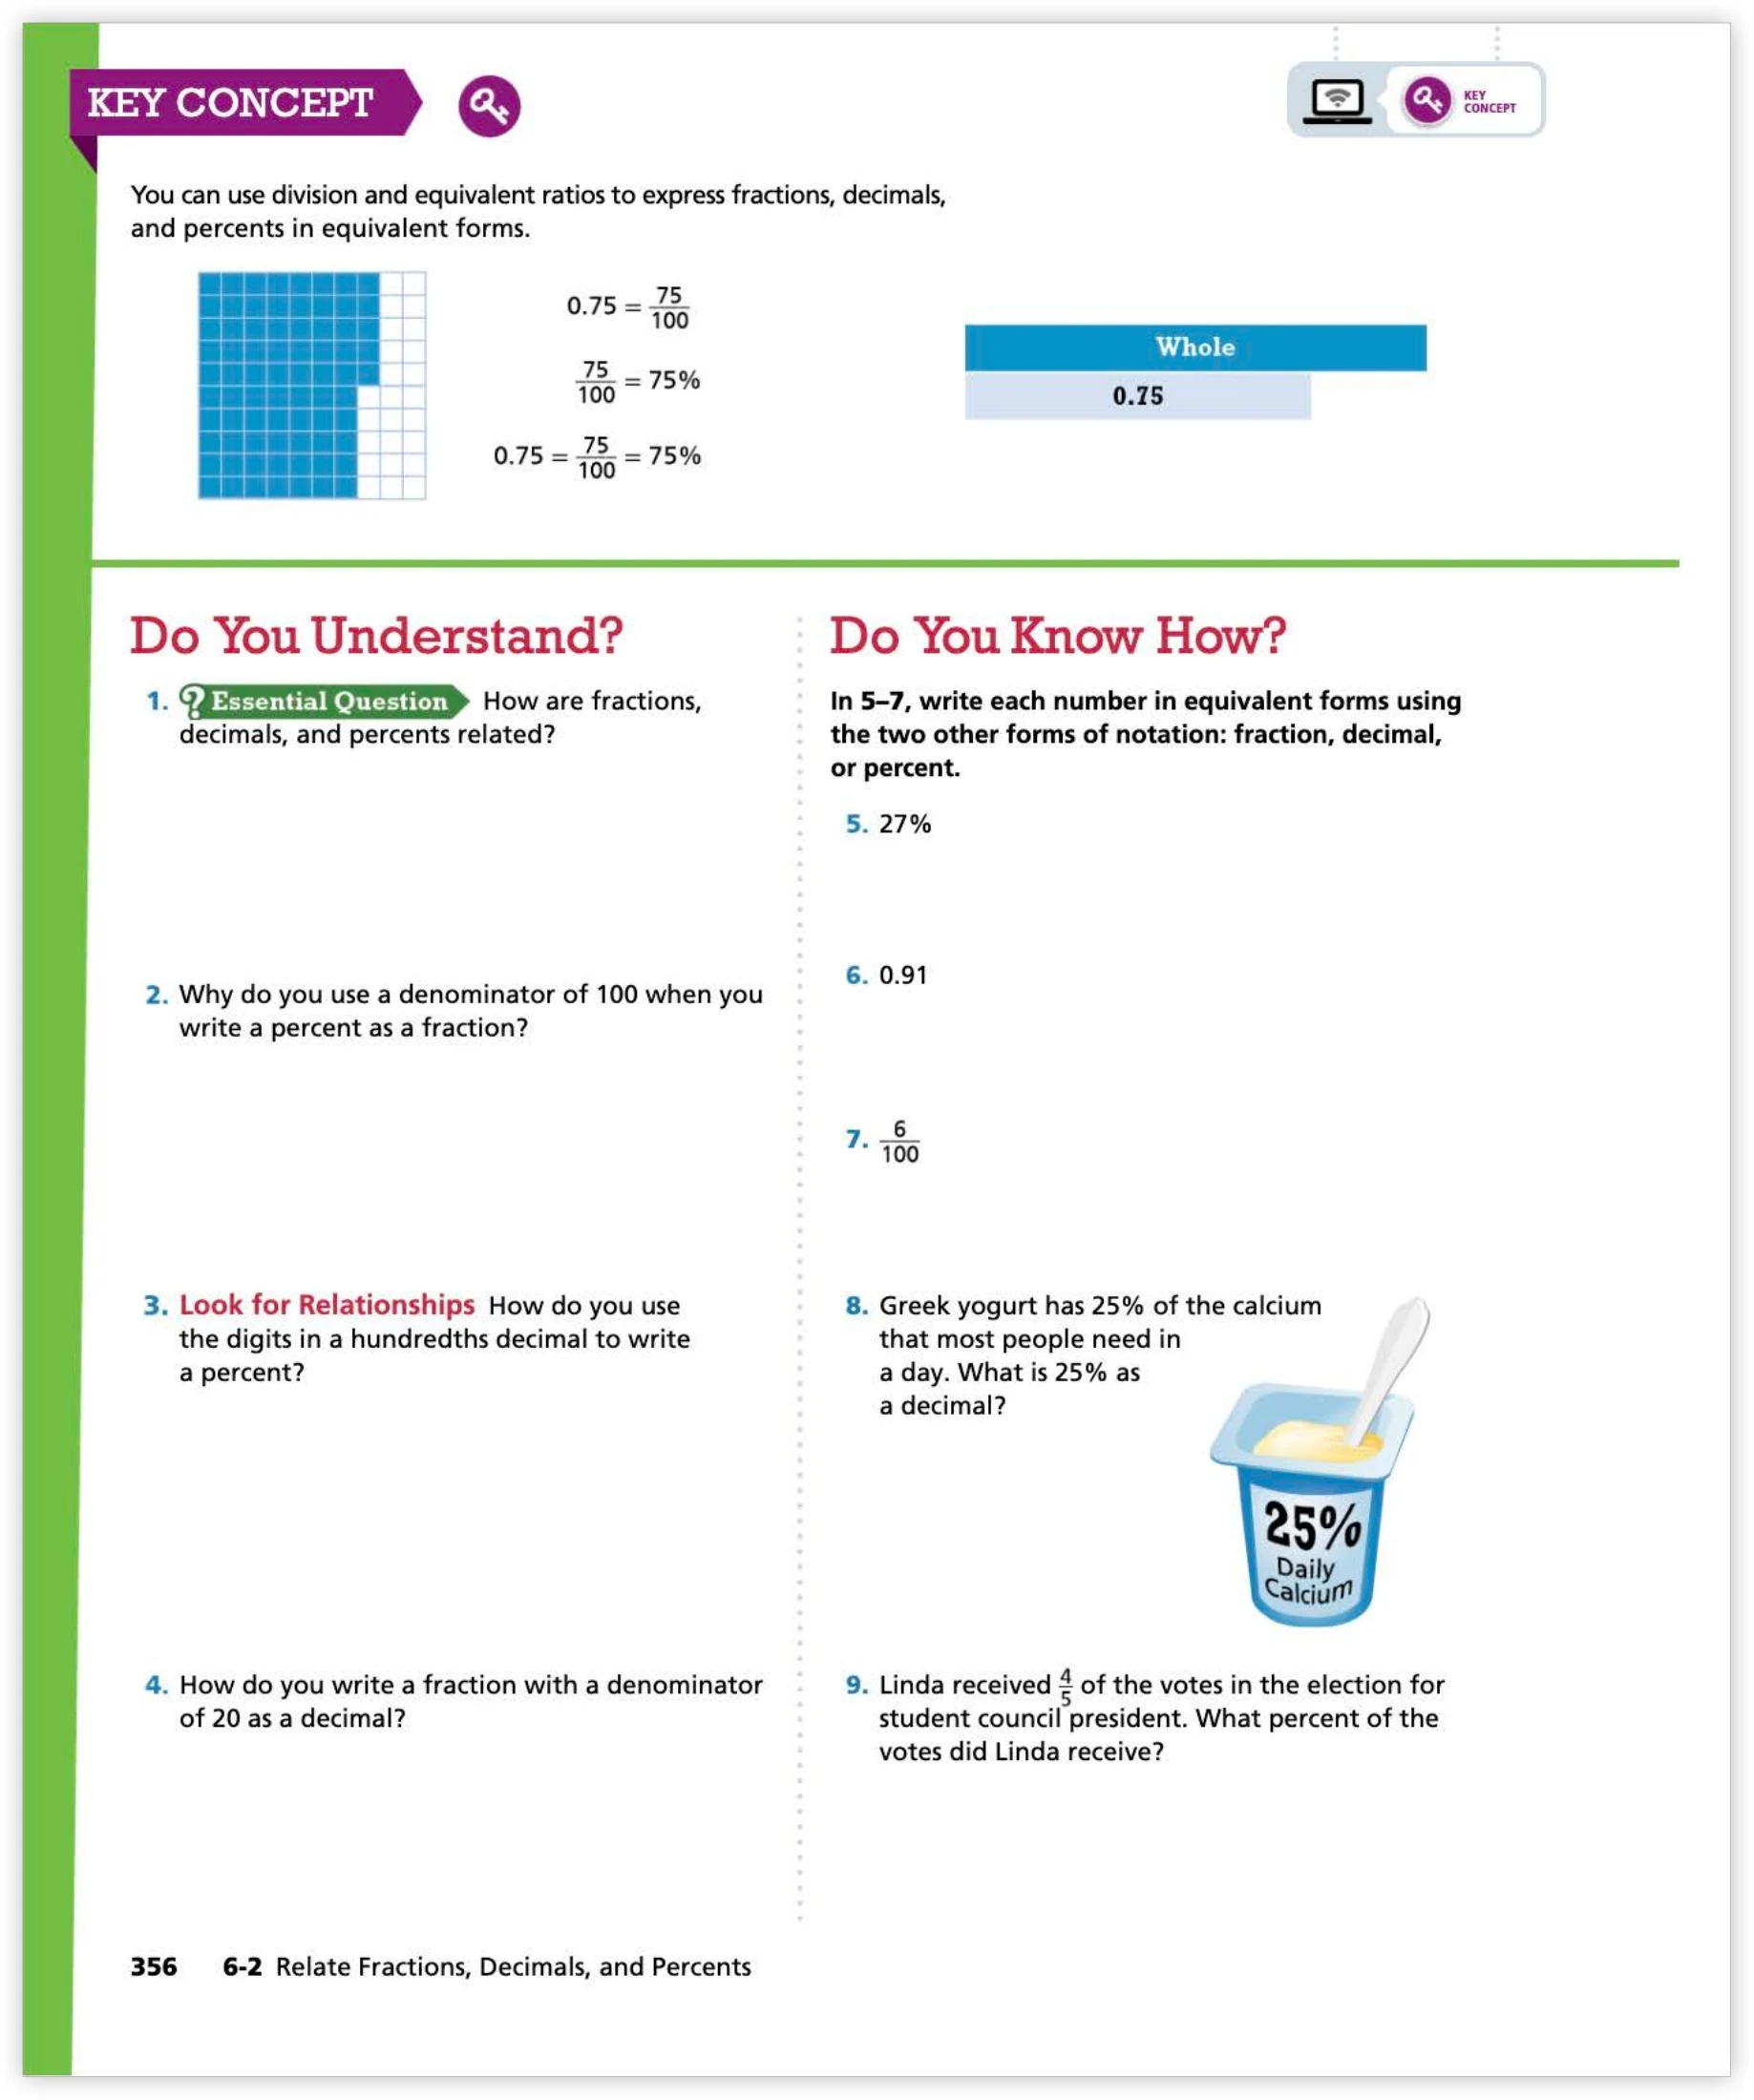 KEY CONCEPT
KEY
CONCEPT
You can use division and equivalent ratios to express fractions, decimals,
and percents in equivalent forms.
0.75 = 75/100
75/100 = 75%
0.75 = 75/100 = 75%
Whole
0.75
Do You Understand?
1. ? Essential Question How are fractions,
decimals, and percents related?
2. Why do you use a denominator of 100 when you
write a percent as a fraction?
3. Look for Relationships How do you use
the digits in a hundredths decimal to write
a percent?
4. How do you write a fraction with a denominator
of 20 as a decimal?
Do You Know How?
In 5–7, write each number in equivalent forms using
the two other forms of notation: fraction, decimal,
or percent.
5. 27%
6. 0.91
7. 6/100
8. Greek yogurt has 25% of the calcium
that most people need in
a day. What is 25% as
a decimal?
25%
Daily
Calcium
9. Linda received 4/5 of the votes in the election for
student council president. What percent of the
votes did Linda receive?
356 6-2 Relate Fractions, Decimals, and Percents